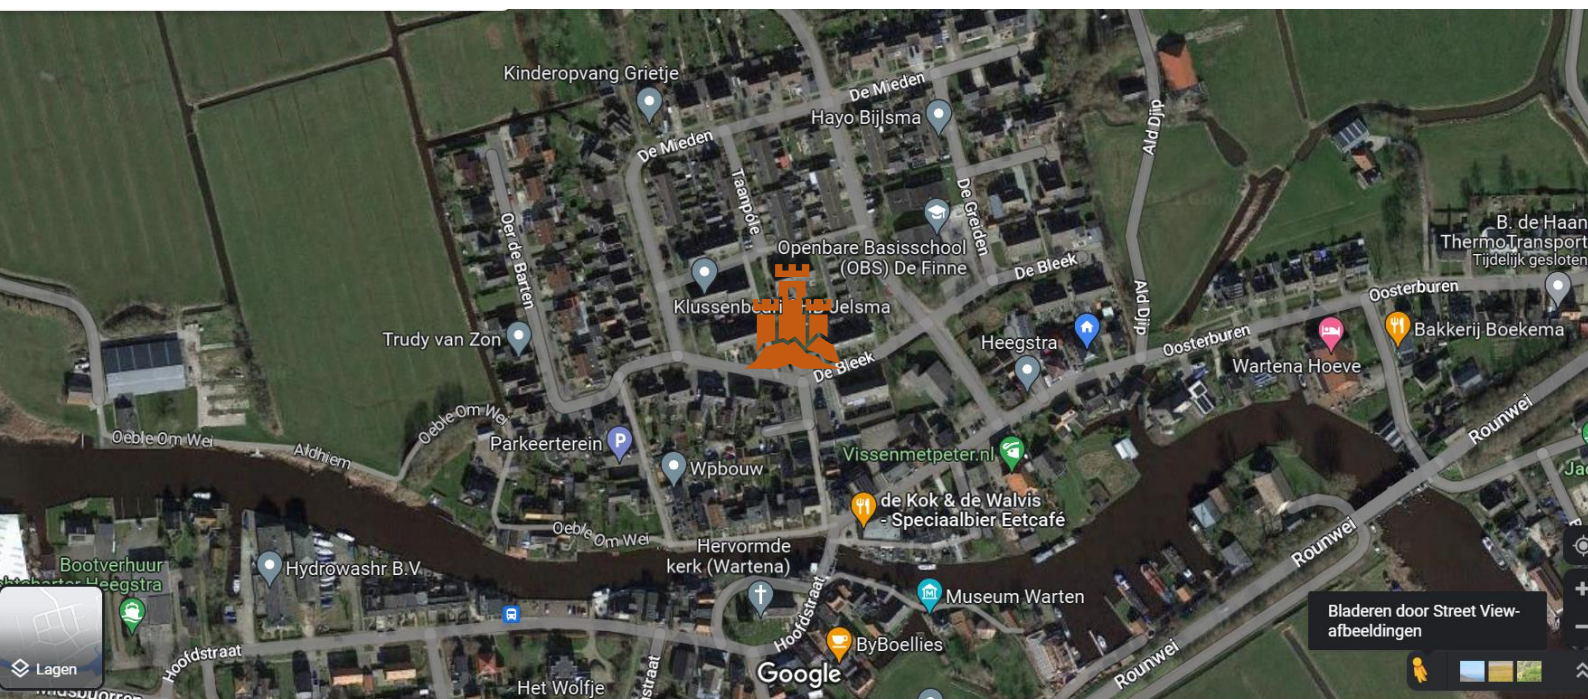 Kinderopvang Grietje
De Mieden
Hayo Bijlsma
De Mieden
Ald Djip
Taanpôle
De Greiden
Oer de Barten
Openbare Basisschool
(OBS) De Finne
De Bleek
B. de Haan
ThermoTransport
Tijdelijk gesloten
Oosterburen
Ald Djip
Jelsma
Trudy van Zon
Heegstra
Oosterburen
Bakkerij Boekema
Wartena Hoeve
De Bleek
Oeble Om Wei
Oeble Om Wei
Aldhiem
Parkeerterein
P
Wpbouw
Vissenmetpeter.nl
Rounwei
de Kok & de Walvis
- Speciaalbier Eetcafé
Oeble Om Wei
Hervormde
kerk (Wartena)
Rounwei
Bootverhuur
Heegstra
Hydrowashr B.V
Museum Warten
Hoofdstraat
Bladeren door Street View-
afbeeldingen
ByBoellies
Hoofdstraat
Lagen
Google
Rounwei
Het Wolfje